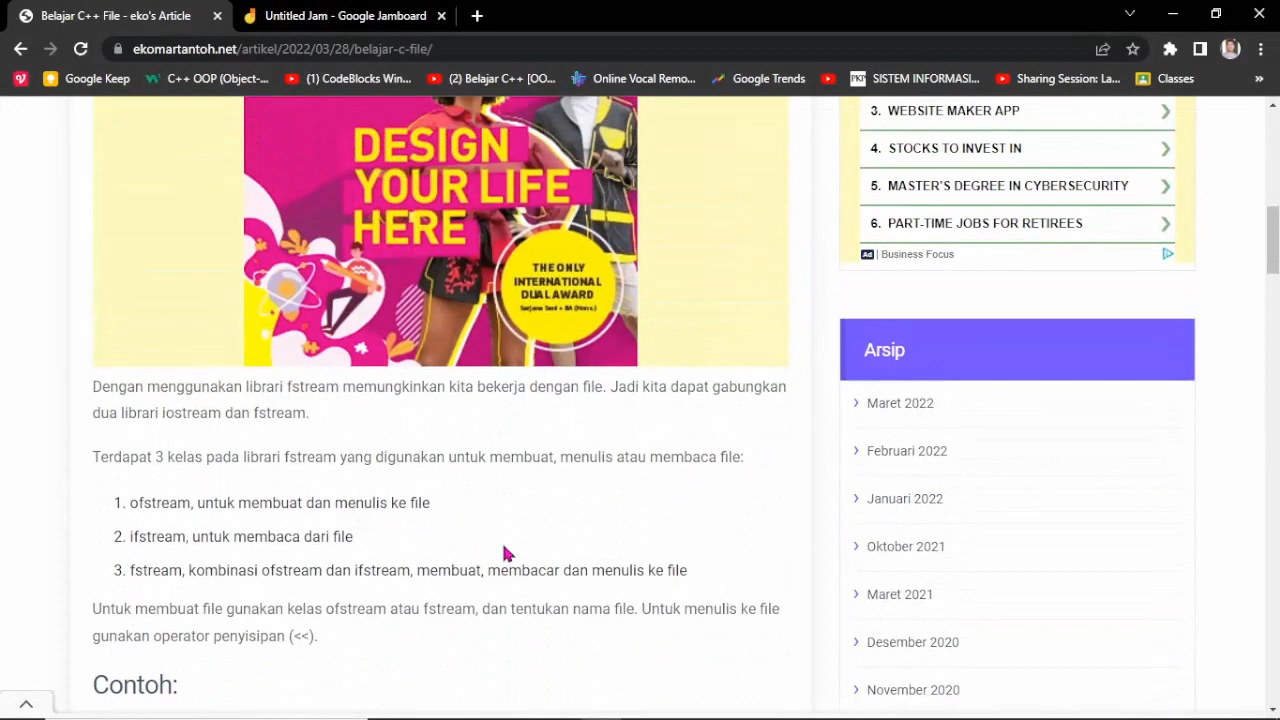 Belajar C++ File - eko's Article
Untitled Jam - Google Jamboard
ekomartantoh.net/artikel/2022/03/28/belajar-c-file/
Google Keep
C++ OOP (Object-...
(1) CodeBlocks Win...
(2) Belajar C++ [OO...
Online Vocal Remo...
Google Trends
PKP
SISTEM INFORMASI...
Sharing Session: La...
Classes
»
DESIGN
YOUR LIFE
HERE
THE ONLY
INTERNATIONAL
DUAL AWARD
Sarjana Seni + BA (Hons.)
Dengan menggunakan librari fstream memungkinkan kita bekerja dengan file. Jadi kita dapat gabungkan
dua librari iostream dan fstream.
Terdapat 3 kelas pada librari fstream yang digunakan untuk membuat, menulis atau membaca file:
1. ofstream, untuk membuat dan menulis ke file
2. ifstream, untuk membaca dari file
3. fstream, kombinasi ofstream dan ifstream, membuat, membacar dan menulis ke file
Untuk membuat file gunakan kelas ofstream atau fstream, dan tentukan nama file. Untuk menulis ke file
gunakan operator penyisipan (<<).
Contoh:
3. WEBSITE MAKER APP
4. STOCKS TO INVEST IN
5. MASTER'S DEGREE IN CYBERSECURITY
6. PART-TIME JOBS FOR RETIREES
Ad | Business Focus
Arsip
Maret 2022
Februari 2022
Januari 2022
Oktober 2021
Maret 2021
Desember 2020
November 2020